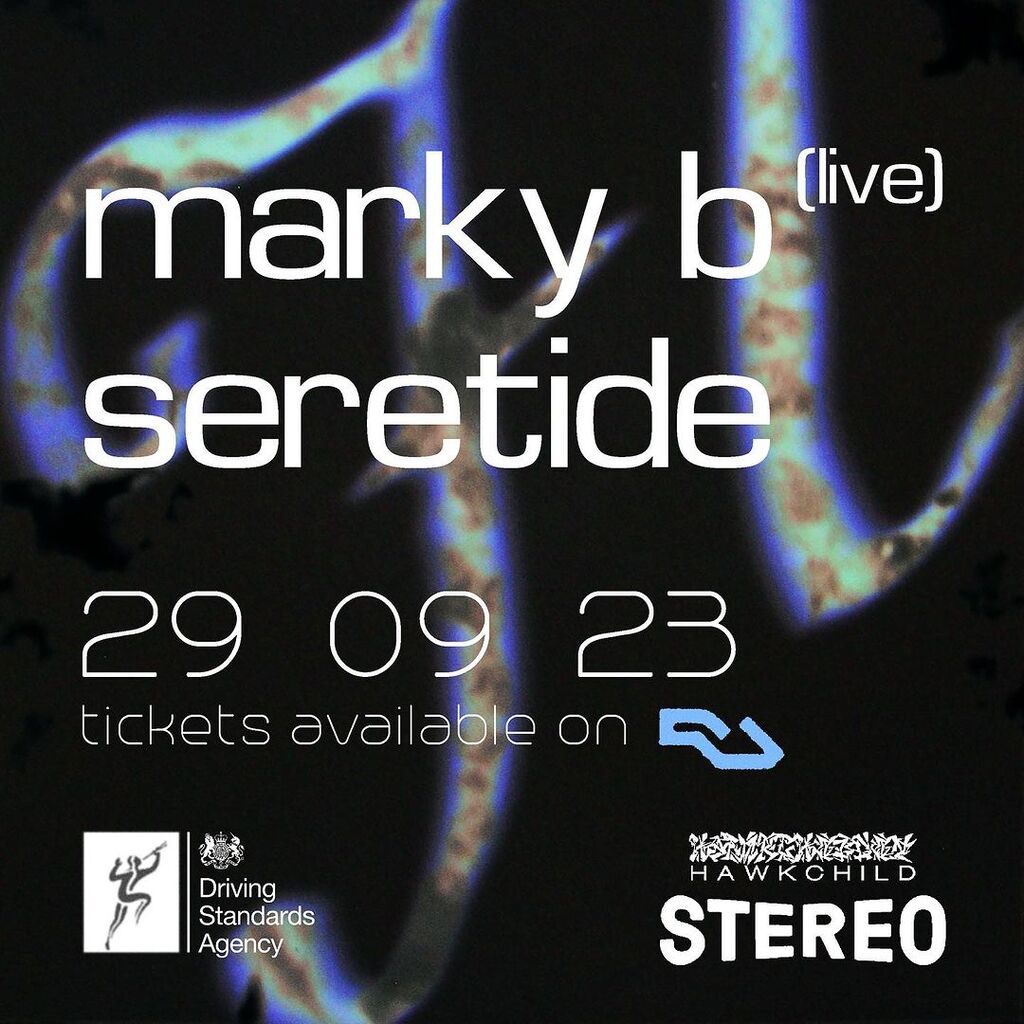 marky b (live)
seretide
29 09 23
tickets available on
Driving
Standards
Agency
HAWKCHILD
STEREO